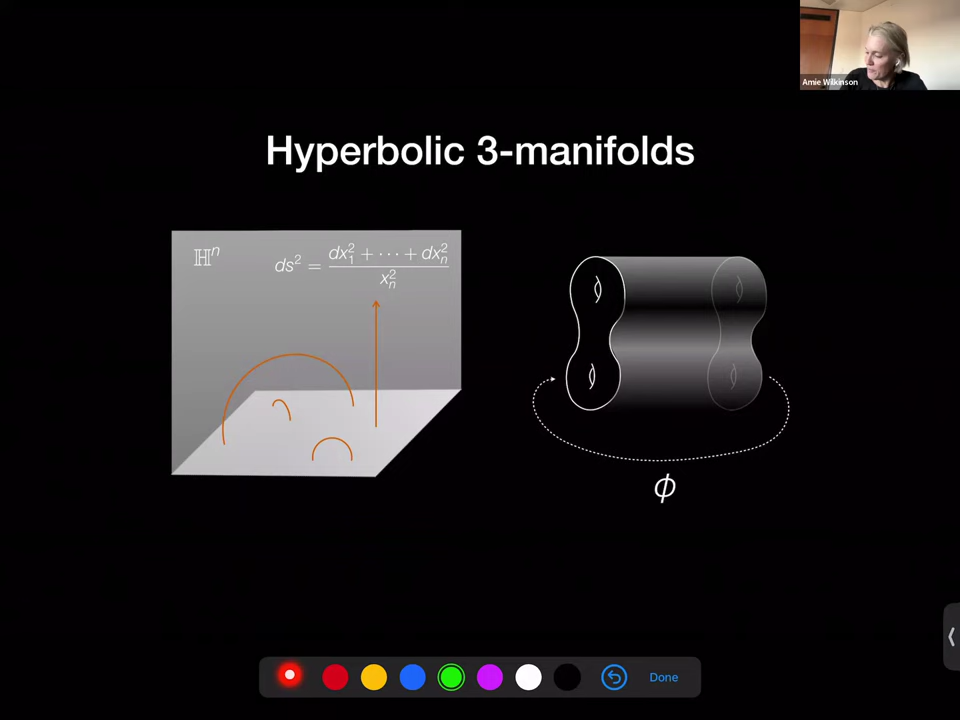 Amie Wilkinson
Hyperbolic 3-manifolds
ℍⁿ
ds² = (dx₁² + ⋯ + dxₙ²) / xₙ²
ϕ
Done